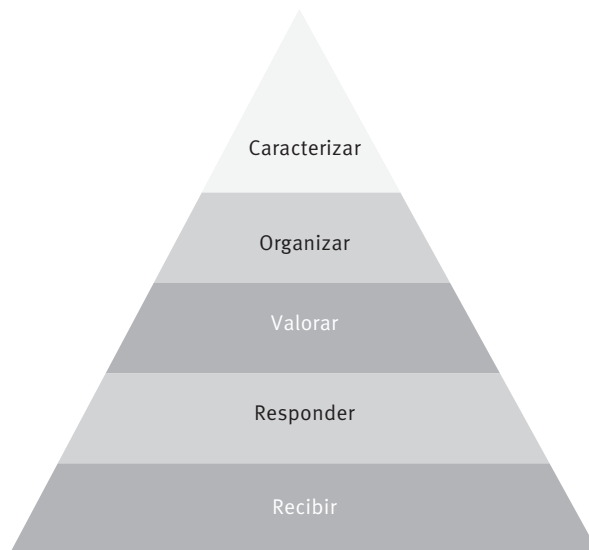 Caracterizar
Organizar
Valorar
Responder
Recibir